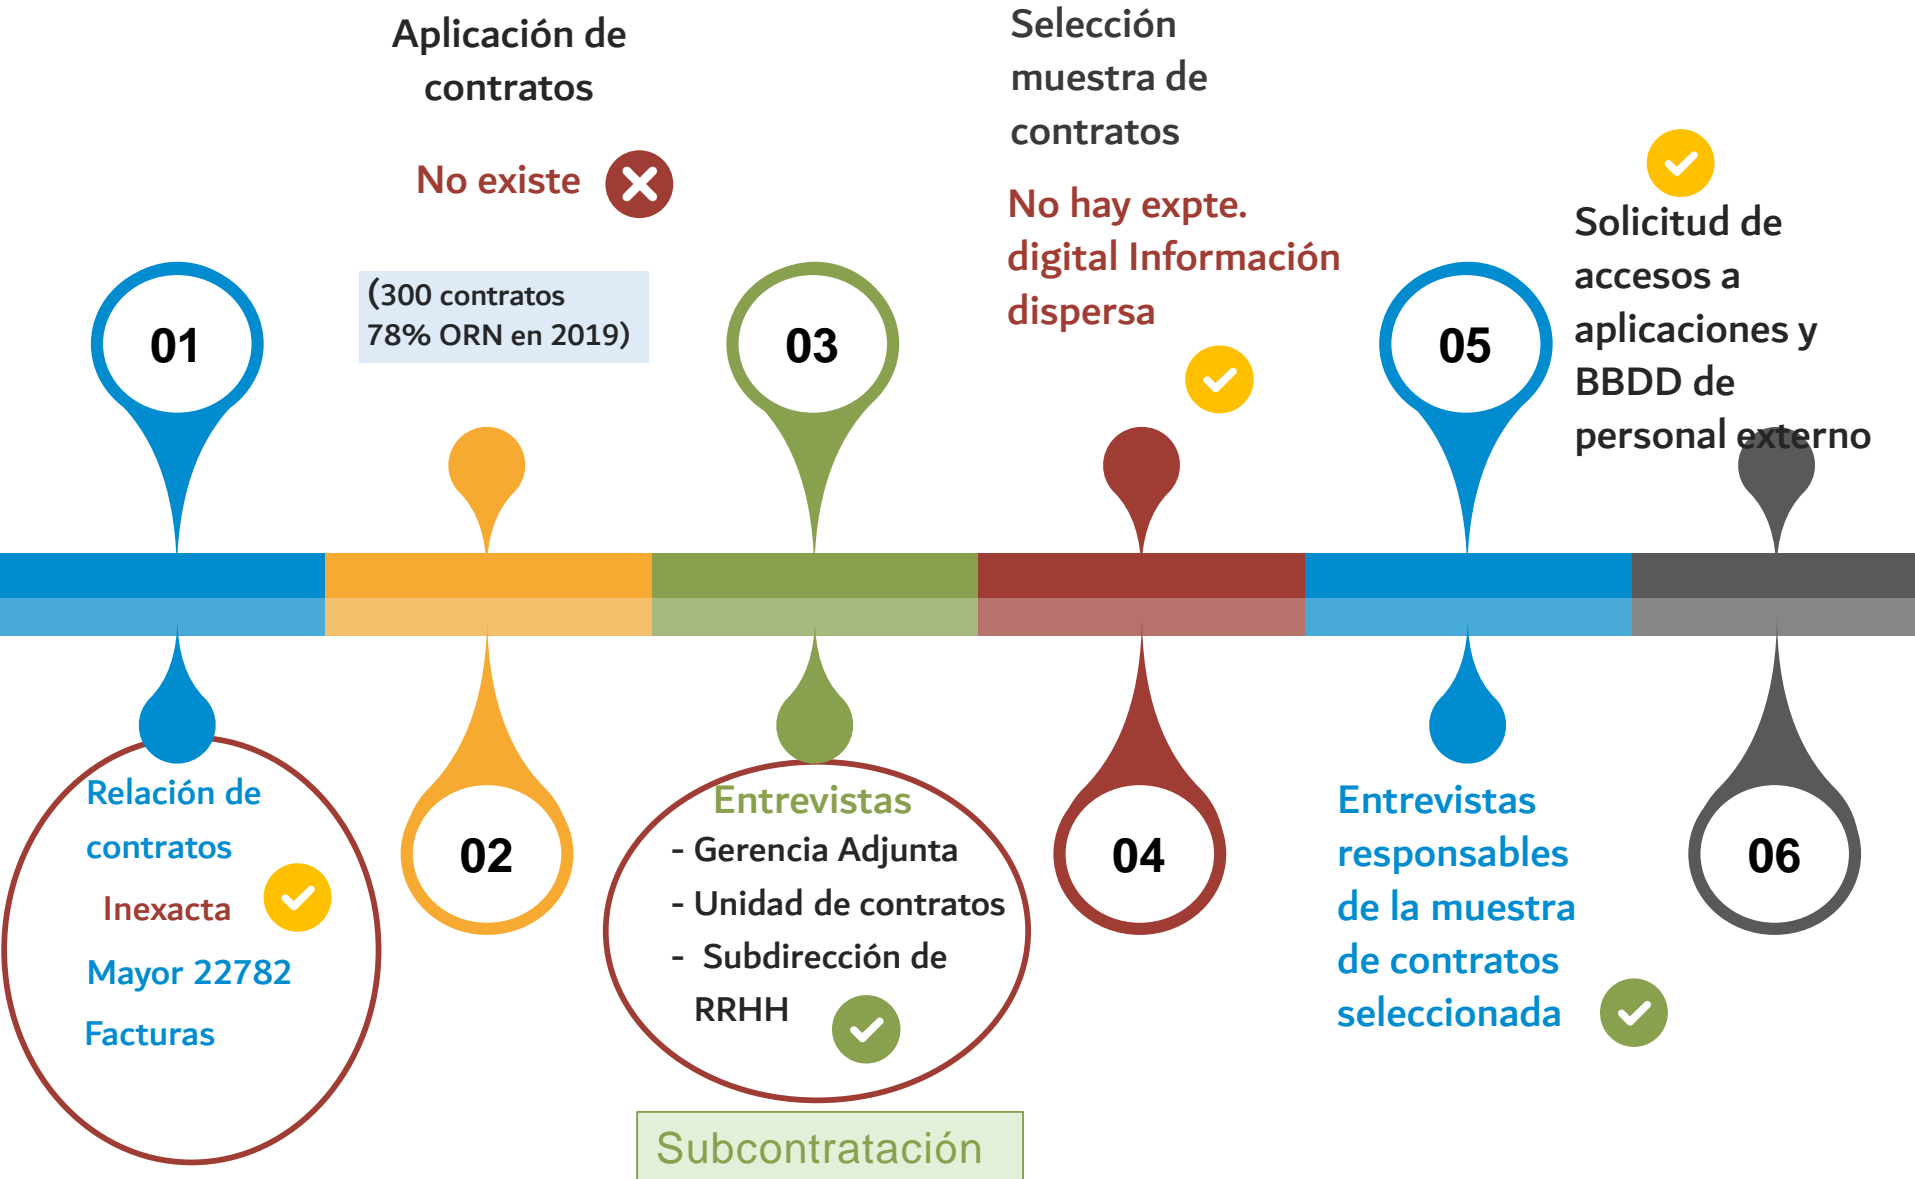 Aplicación de
contratos
No existe
(300 contratos
78% ORN en 2019)
Selección
muestra de
contratos
No hay expte.
digital Información
dispersa
Solicitud de
accesos a
aplicaciones y
BBDD de
personal externo
01
03
05
Relación de
contratos
Inexacta
Mayor 22782
Facturas
02
Entrevistas
- Gerencia Adjunta
- Unidad de contratos
- Subdirección de
RRHH
Subcontratación
04
Entrevistas
responsables
de la muestra
de contratos
seleccionada
06